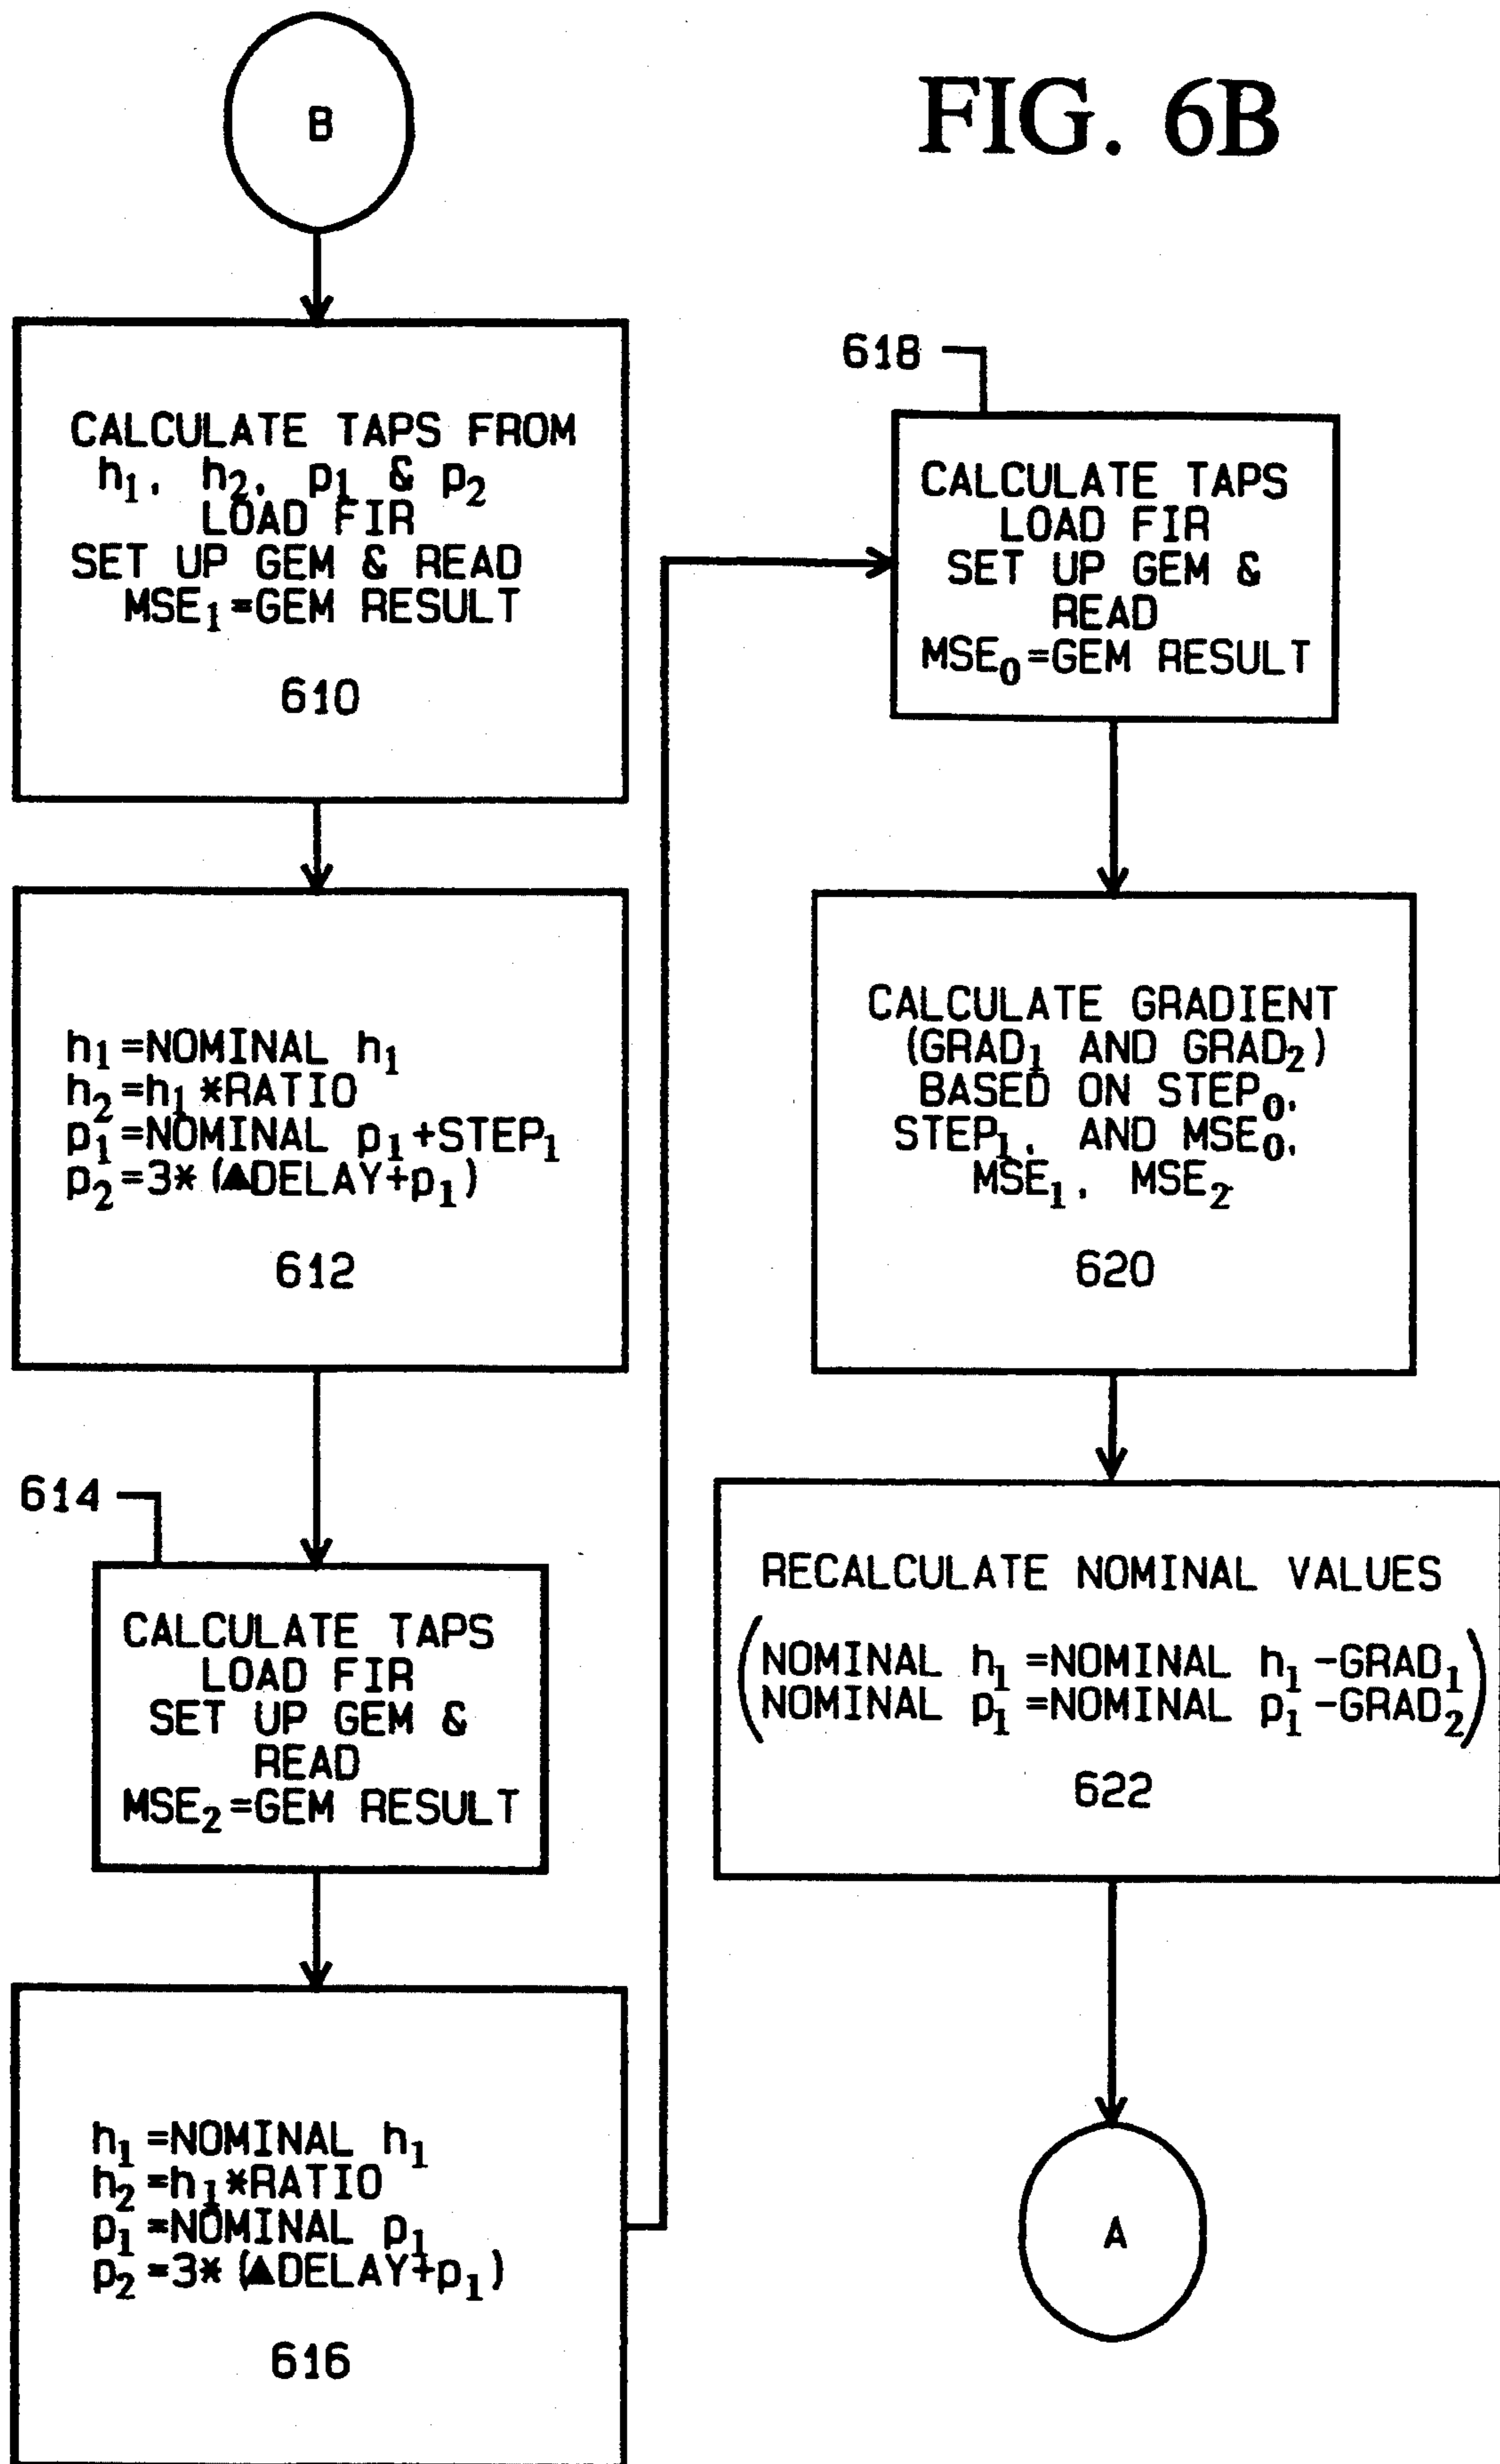 FIG. 6B
B
CALCULATE TAPS FROM
h₁, h₂, p₁ & p₂
LOAD FIR
SET UP GEM & READ
MSE₁=GEM RESULT
610
h₁=NOMINAL h₁
h₂=h₁*RATIO
p₁=NOMINAL p₁+STEP₁
p₂=3*(▲DELAY+p₁)
612
614
CALCULATE TAPS
LOAD FIR
SET UP GEM &
READ
MSE₂=GEM RESULT
h₁=NOMINAL h₁
h₂=h₁*RATIO
p₁=NOMINAL p₁
p₂=3*(▲DELAY+p₁)
616
618
CALCULATE TAPS
LOAD FIR
SET UP GEM &
READ
MSE₀=GEM RESULT
CALCULATE GRADIENT
(GRAD₁ AND GRAD₂)
BASED ON STEP₀,
STEP₁, AND MSE₀,
MSE₁, MSE₂
620
RECALCULATE NOMINAL VALUES
(NOMINAL h₁=NOMINAL h₁-GRAD₁
NOMINAL p₁=NOMINAL p₁-GRAD₂)
622
A